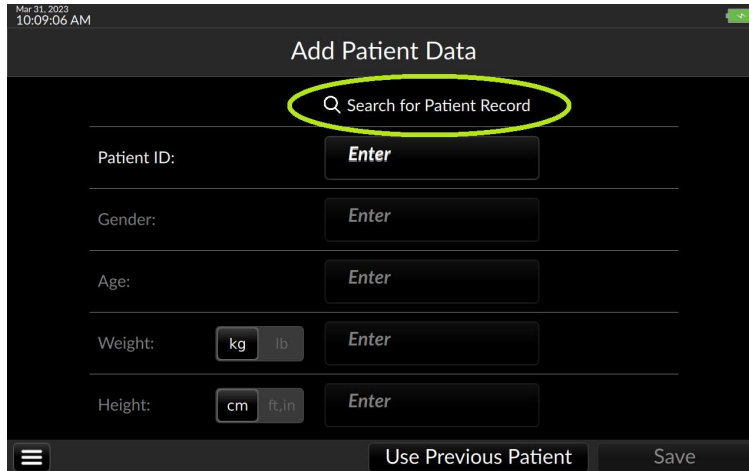 Mar 31, 2023
10:09:06 AM
Add Patient Data
Search for Patient Record
Patient ID: Enter
Gender: Enter
Age: Enter
Weight: kg lb Enter
Height: cm ft,in Enter
Use Previous Patient Save